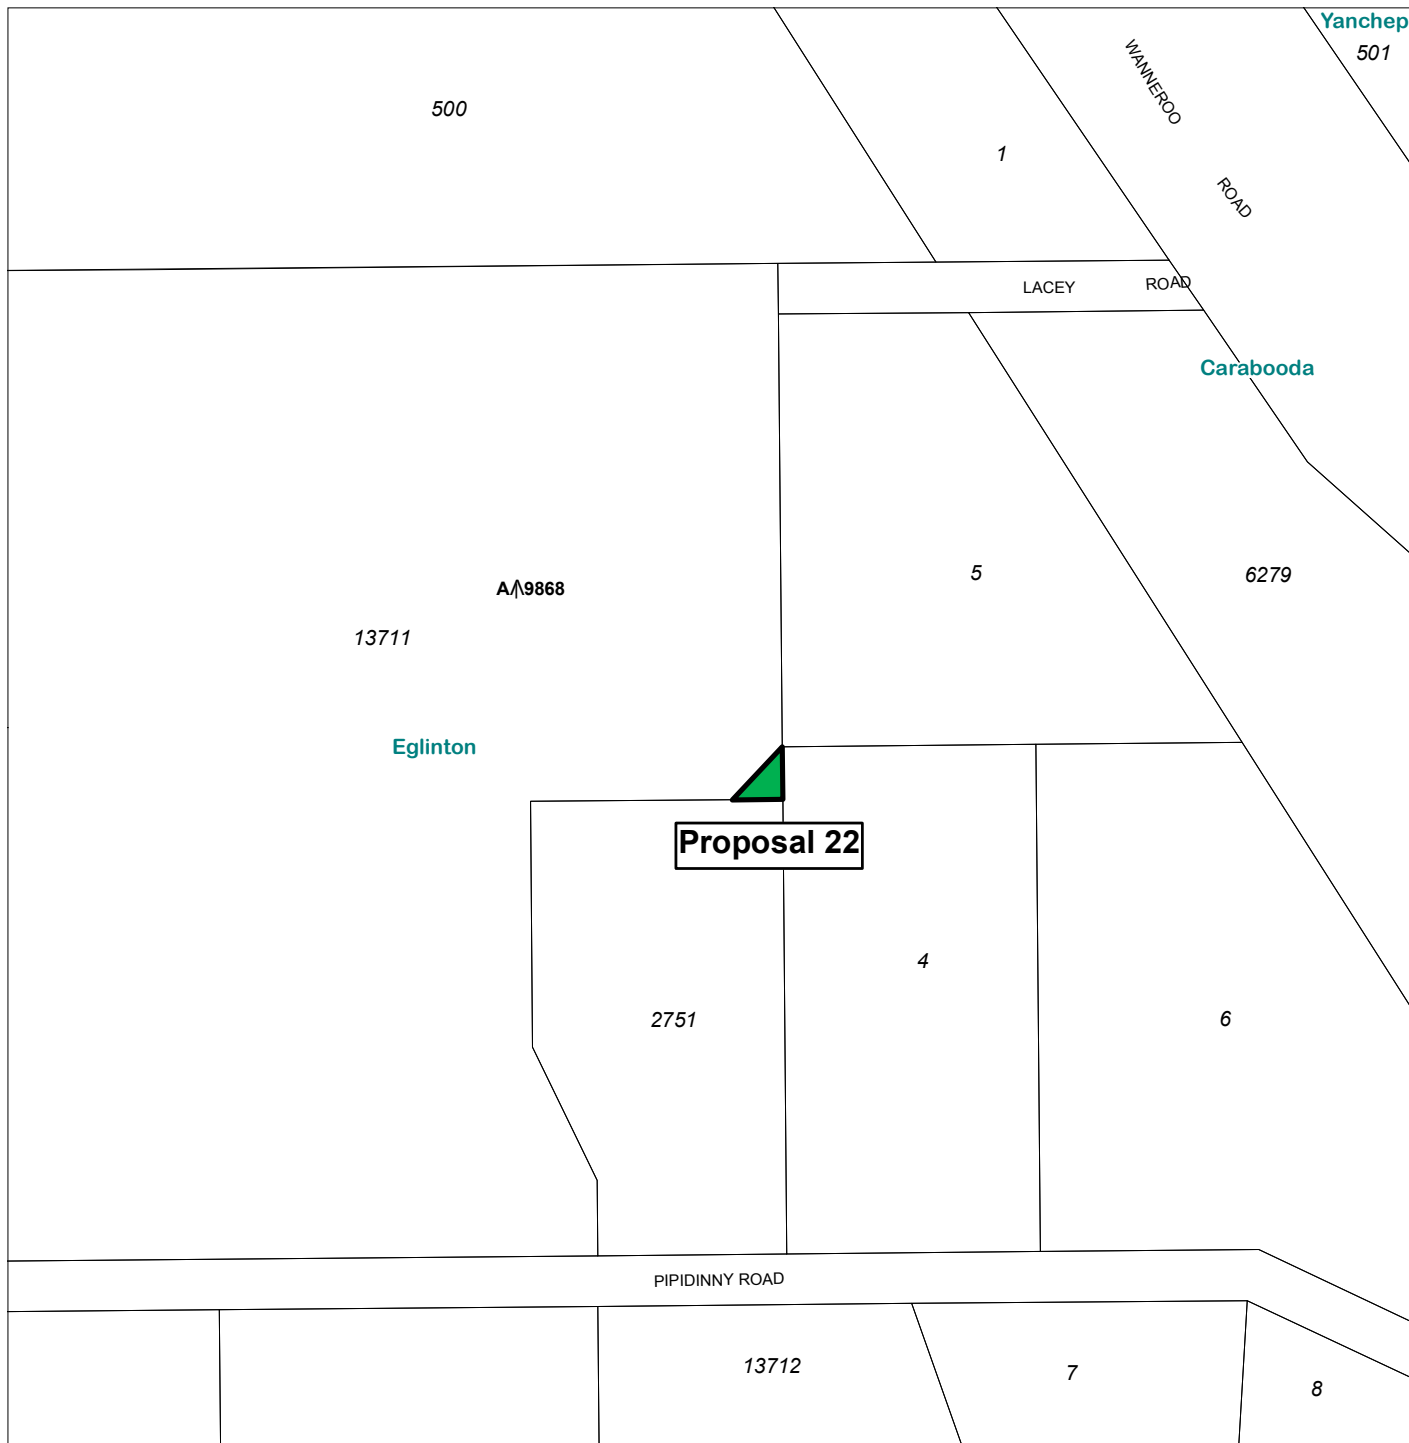 Yanchep
501
WANNEROO
500
1
ROAD
LACEY ROAD
Carabooda
5
6279
A/|\9868
13711
Eglinton
Proposal 22
4
2751
6
PIPIDINNY ROAD
13712
7
8